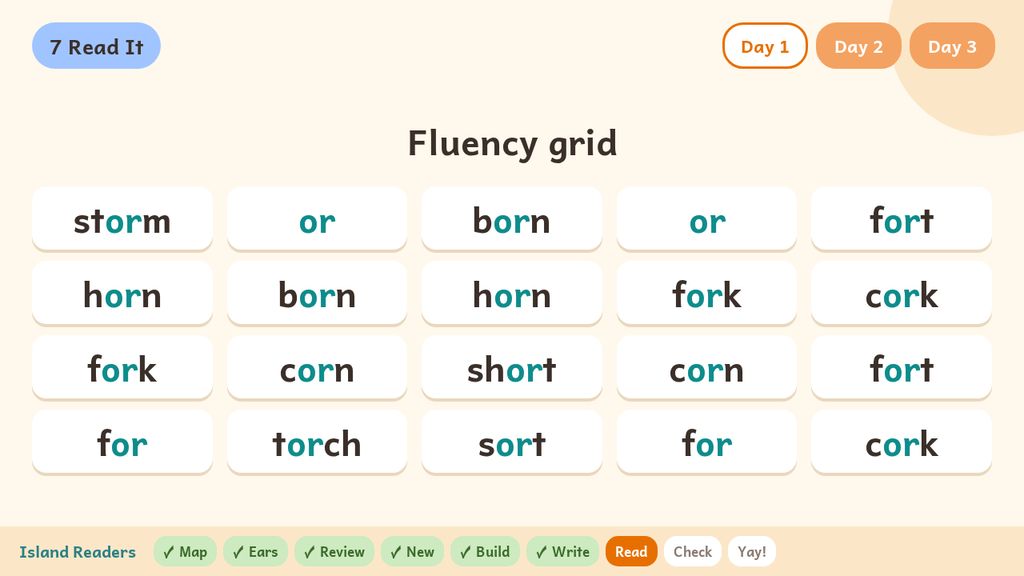 7 Read It
Day 1 Day 2 Day 3
Fluency grid
storm or born or fort
horn born horn fork cork
fork corn short corn fort
for torch sort for cork
Island Readers ✓ Map ✓ Ears ✓ Review ✓ New ✓ Build ✓ Write Read Check Yay!